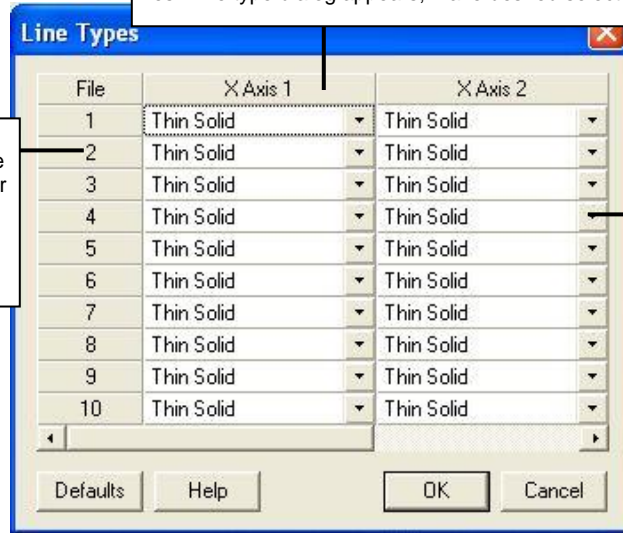 Line Types
File X Axis 1 X Axis 2
1 Thin Solid Thin Solid
2 Thin Solid Thin Solid
3 Thin Solid Thin Solid
4 Thin Solid Thin Solid
5 Thin Solid Thin Solid
6 Thin Solid Thin Solid
7 Thin Solid Thin Solid
8 Thin Solid Thin Solid
9 Thin Solid Thin Solid
10 Thin Solid Thin Solid
Defaults Help OK Cancel